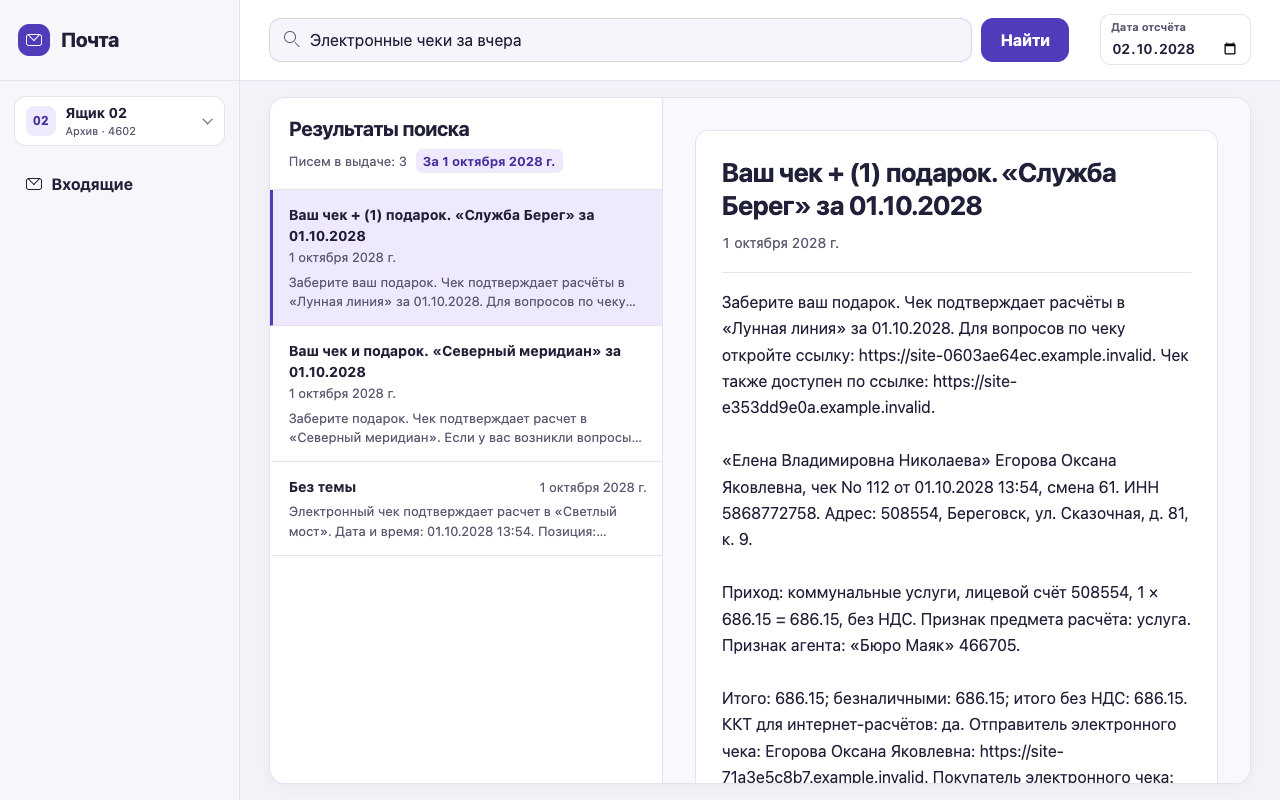 Почта
Электронные чеки за вчера
Найти
Дата отсчёта
02.10.2028
02
Ящик 02
Архив · 4602
Входящие
Результаты поиска
Писем в выдаче: 3
За 1 октября 2028 г.
Ваш чек + (1) подарок. «Служба Берег» за
01.10.2028
1 октября 2028 г.
Заберите ваш подарок. Чек подтверждает расчёты в
«Лунная линия» за 01.10.2028. Для вопросов по чеку…
Ваш чек и подарок. «Северный меридиан» за
01.10.2028
1 октября 2028 г.
Заберите подарок. Чек подтверждает расчет в
«Северный меридиан». Если у вас возникли вопросы…
Без темы
1 октября 2028 г.
Электронный чек подтверждает расчет в «Светлый
мост». Дата и время: 01.10.2028 13:54. Позиция:…
Ваш чек + (1) подарок. «Служба
Берег» за 01.10.2028
1 октября 2028 г.
Заберите ваш подарок. Чек подтверждает расчёты в
«Лунная линия» за 01.10.2028. Для вопросов по чеку
откройте ссылку: https://site-0603ae64ec.example.invalid. Чек
также доступен по ссылке: https://site-
e353dd9e0a.example.invalid.
«Елена Владимировна Николаева» Егорова Оксана
Яковлевна, чек No 112 от 01.10.2028 13:54, смена 61. ИНН
5868772758. Адрес: 508554, Береговск, ул. Сказочная, д. 81,
к. 9.
Приход: коммунальные услуги, лицевой счёт 508554, 1 ×
686.15 = 686.15, без НДС. Признак предмета расчёта: услуга.
Признак агента: «Бюро Маяк» 466705.
Итого: 686.15; безналичными: 686.15; итого без НДС: 686.15.
ККТ для интернет-расчётов: да. Отправитель электронного
чека: Егорова Оксана Яковлевна: https://site-
71a3e5c8b7.example.invalid. Покупатель электронного чека: